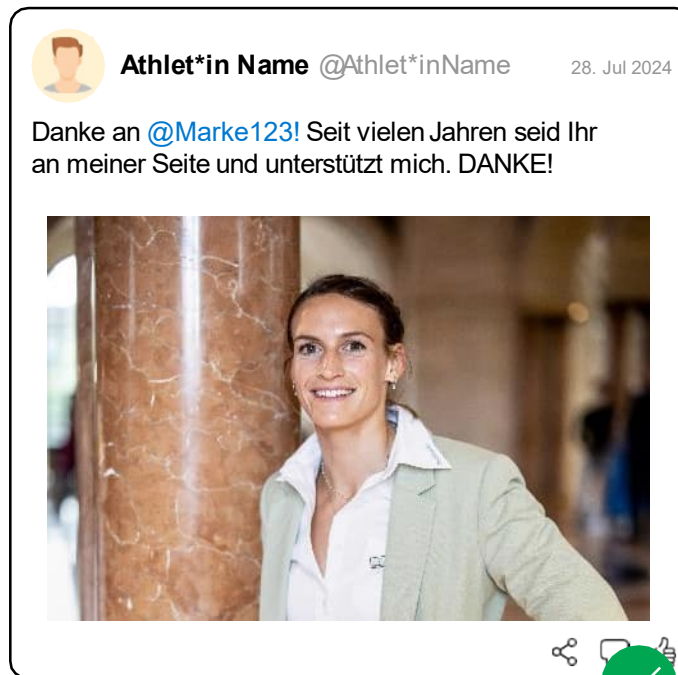 Athlet*in Name @Athlet*inName 28. Jul 2024
Danke an @Marke123! Seit vielen Jahren seid Ihr
an meiner Seite und unterstützt mich. DANKE!